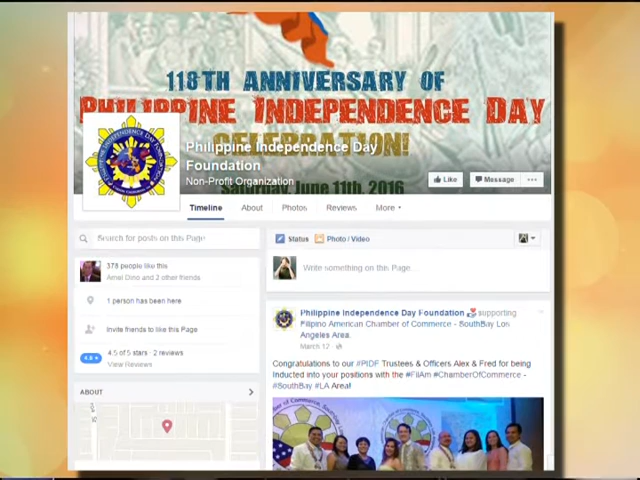 118TH ANNIVERSARY OF
PHILIPPINE INDEPENDENCE DAY
CELEBRATION!
Saturday, June 11th, 2016
Philippine Independence Day
Foundation
Non-Profit Organization
Like
Message
Timeline
About
Photos
Reviews
More
Search for posts on this Page
Status
Photo / Video
378 people like this
Amel Dino and 2 other friends
Write something on this Page...
1 person has been here
Invite friends to like this Page
4.5 of 5 stars · 2 reviews
View Reviews
ABOUT
Philippine Independence Day Foundation supporting
Filipino American Chamber of Commerce - SouthBay Los
Angeles Area.
March 12
Congratulations to our #PIDF Trustees & Officers Alex & Fred for being
Inducted into your positions with the #FilAm #ChamberOfCommerce -
#SouthBay #LA Area!